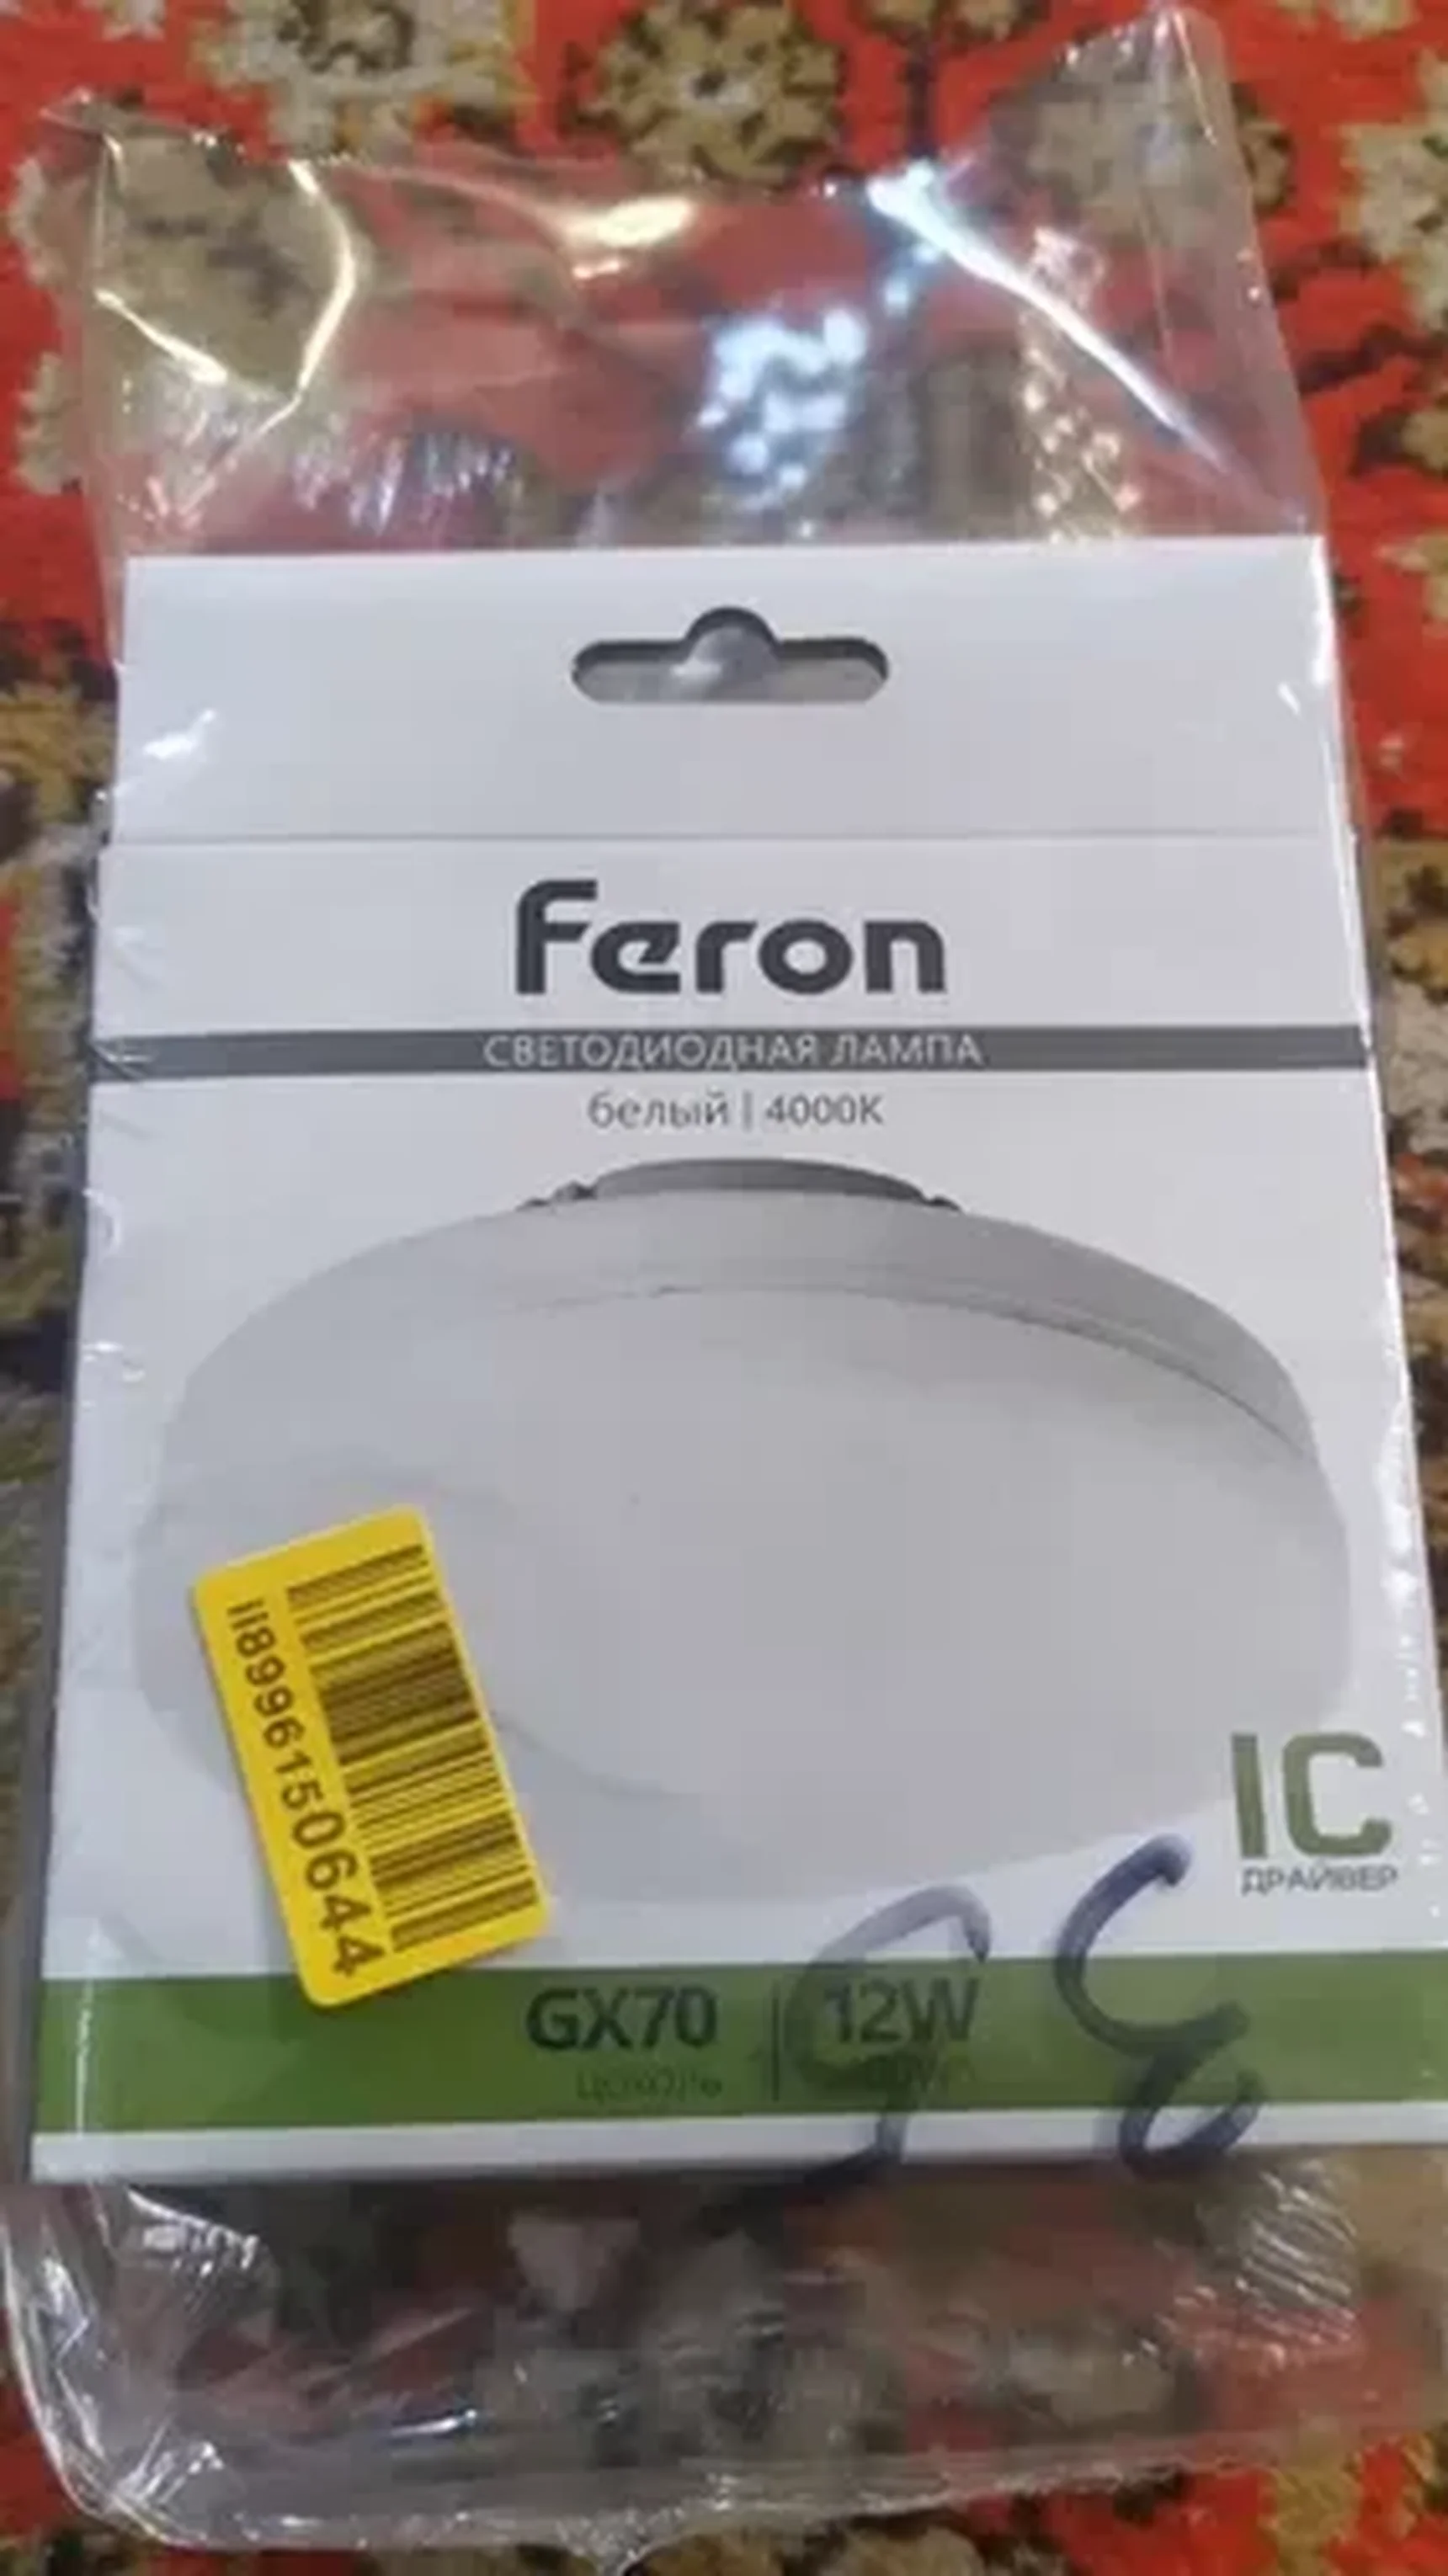 Feron
СВЕТОДИОДНАЯ ЛАМПА
белый | 4000K
ii8996150644
IC
ДРАЙВЕР
GX70 | 12W
цоколь